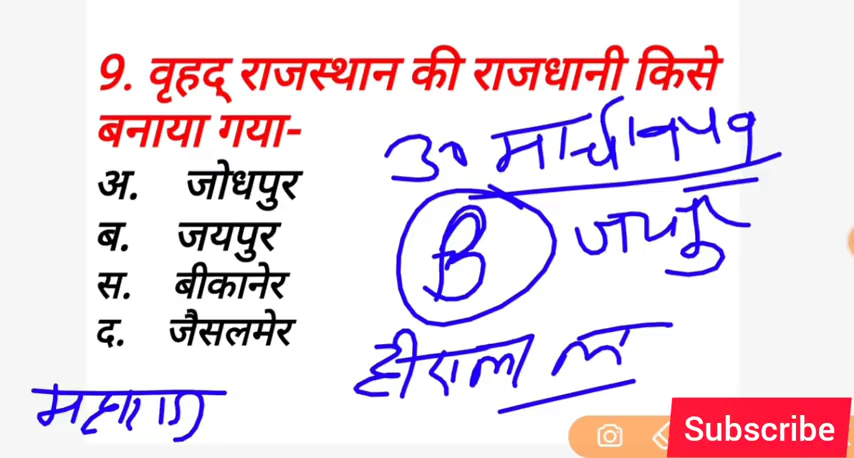 9. वृहद् राजस्थान की राजधानी किसे
बनाया गया-
30 मार्च 1949
अ. जोधपुर
ब. जयपुर
B जयपुर
स. बीकानेर
द. जैसलमेर
हीरालाल
Subscribe